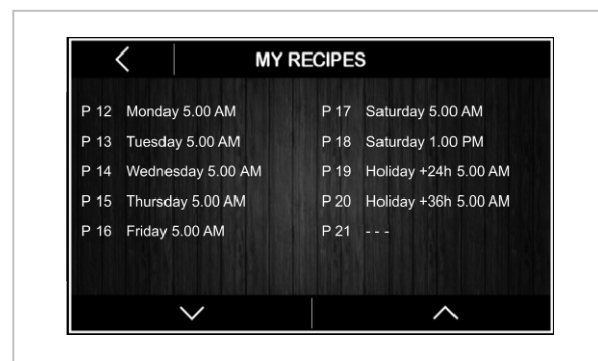 MY RECIPES
P 12 Monday 5.00 AM
P 13 Tuesday 5.00 AM
P 14 Wednesday 5.00 AM
P 15 Thursday 5.00 AM
P 16 Friday 5.00 AM
P 17 Saturday 5.00 AM
P 18 Saturday 1.00 PM
P 19 Holiday +24h 5.00 AM
P 20 Holiday +36h 5.00 AM
P 21 - - -